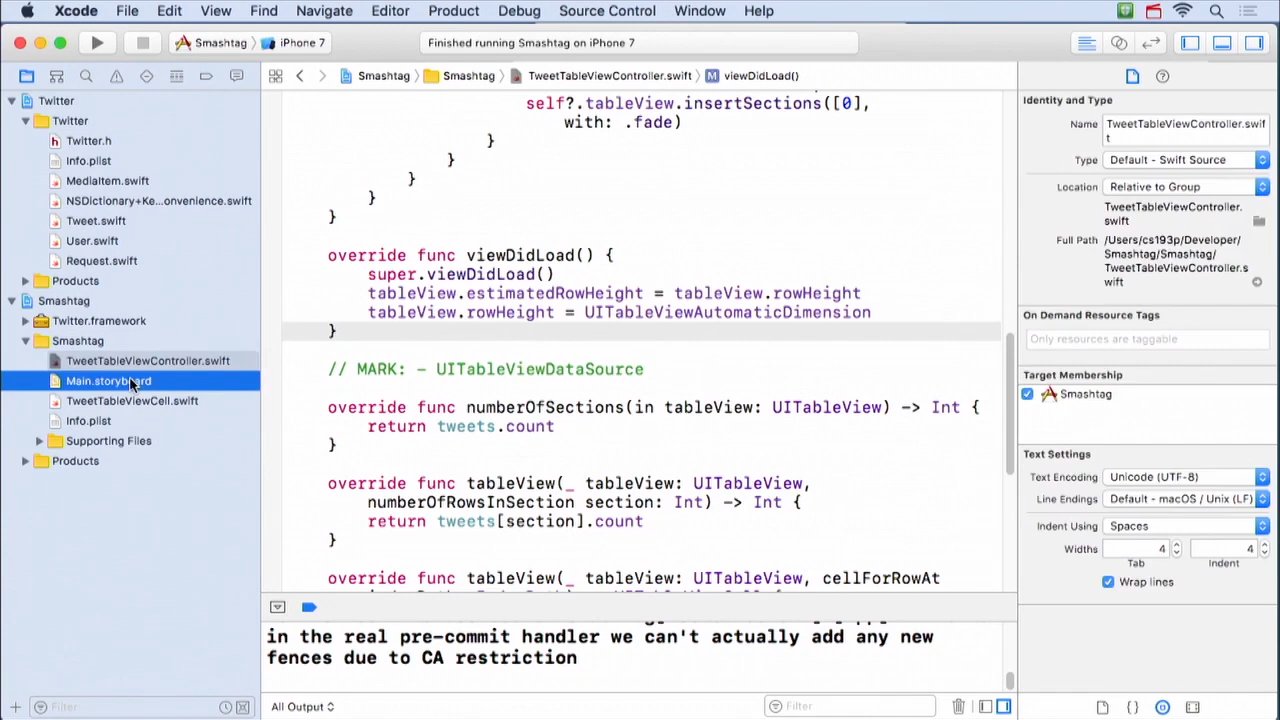 Xcode File Edit View Find Navigate Editor Product Debug Source Control Window Help
Smashtag iPhone 7
Finished running Smashtag on iPhone 7
Smashtag Smashtag TweetTableViewController.swift M viewDidLoad()
Twitter
Twitter
Twitter.h
Info.plist
MediaItem.swift
NSDictionary+Ke...onvenience.swift
Tweet.swift
User.swift
Request.swift
Products
Smashtag
Twitter.framework
Smashtag
TweetTableViewController.swift
Main.storyboard
TweetTableViewCell.swift
Info.plist
Supporting Files
Products
Filter
self?.tableView.insertSections([0],
with: .fade)
}
}
}
}
}
override func viewDidLoad() {
super.viewDidLoad()
tableView.estimatedRowHeight = tableView.rowHeight
tableView.rowHeight = UITableViewAutomaticDimension
}
// MARK: - UITableViewDataSource
override func numberOfSections(in tableView: UITableView) -> Int {
return tweets.count
}
override func tableView(_ tableView: UITableView,
numberOfRowsInSection section: Int) -> Int {
return tweets[section].count
}
override func tableView(_ tableView: UITableView, cellForRowAt
in the real pre-commit handler we can't actually add any new
fences due to CA restriction
All Output
Filter
Identity and Type
Name TweetTableViewController.swif
t
Type Default - Swift Source
Location Relative to Group
TweetTableViewController.
swift
Full Path /Users/cs193p/Developer/
Smashtag/Smashtag/
TweetTableViewController.s
wift
On Demand Resource Tags
Only resources are taggable
Target Membership
Smashtag
Text Settings
Text Encoding Unicode (UTF-8)
Line Endings Default - macOS / Unix (LF)
Indent Using Spaces
Widths 4 4
Tab Indent
Wrap lines